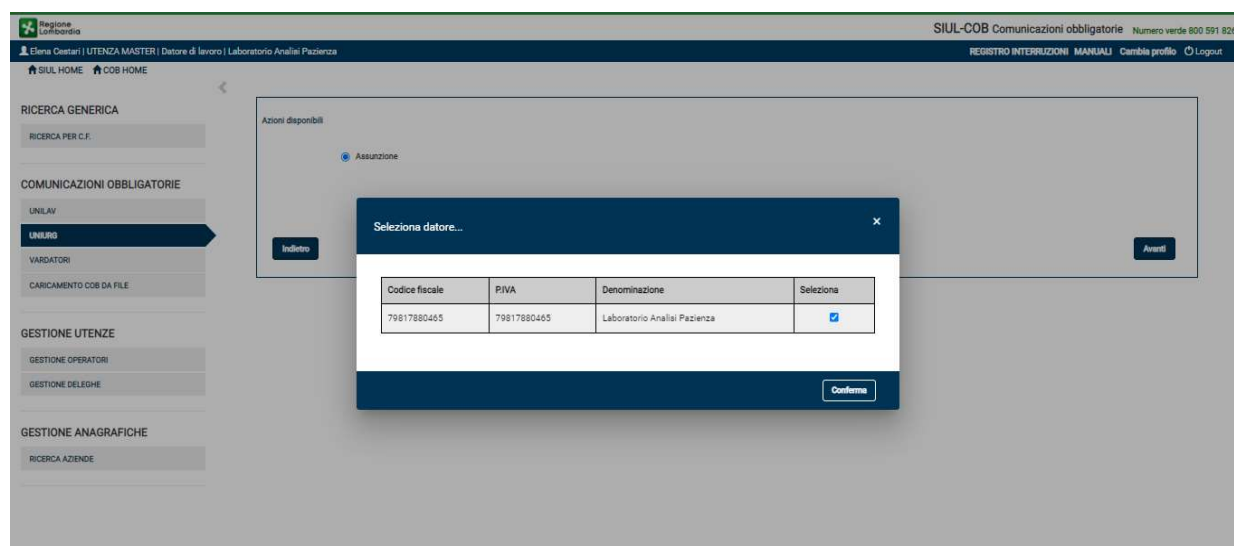 Regione
Lombardia
SIUL-COB Comunicazioni obbligatorie Numero verde 800 591 826
Elena Cestari | UTENZA MASTER | Datore di lavoro | Laboratorio Analisi Pazienza
REGISTRO INTERRUZIONI MANUALI Cambia profilo Logout
SIUL HOME COB HOME
RICERCA GENERICA
RICERCA PER C.F.
COMUNICAZIONI OBBLIGATORIE
UNILAV
UNIURG
VARDATORI
CARICAMENTO COB DA FILE
GESTIONE UTENZE
GESTIONE OPERATORI
GESTIONE DELEGHE
GESTIONE ANAGRAFICHE
RICERCA AZIENDE
Azioni disponibili
Assunzione
Indietro
Avanti
Seleziona datore... ×
Codice fiscale P.IVA Denominazione Seleziona
79817880465 79817880465 Laboratorio Analisi Pazienza
Conferma